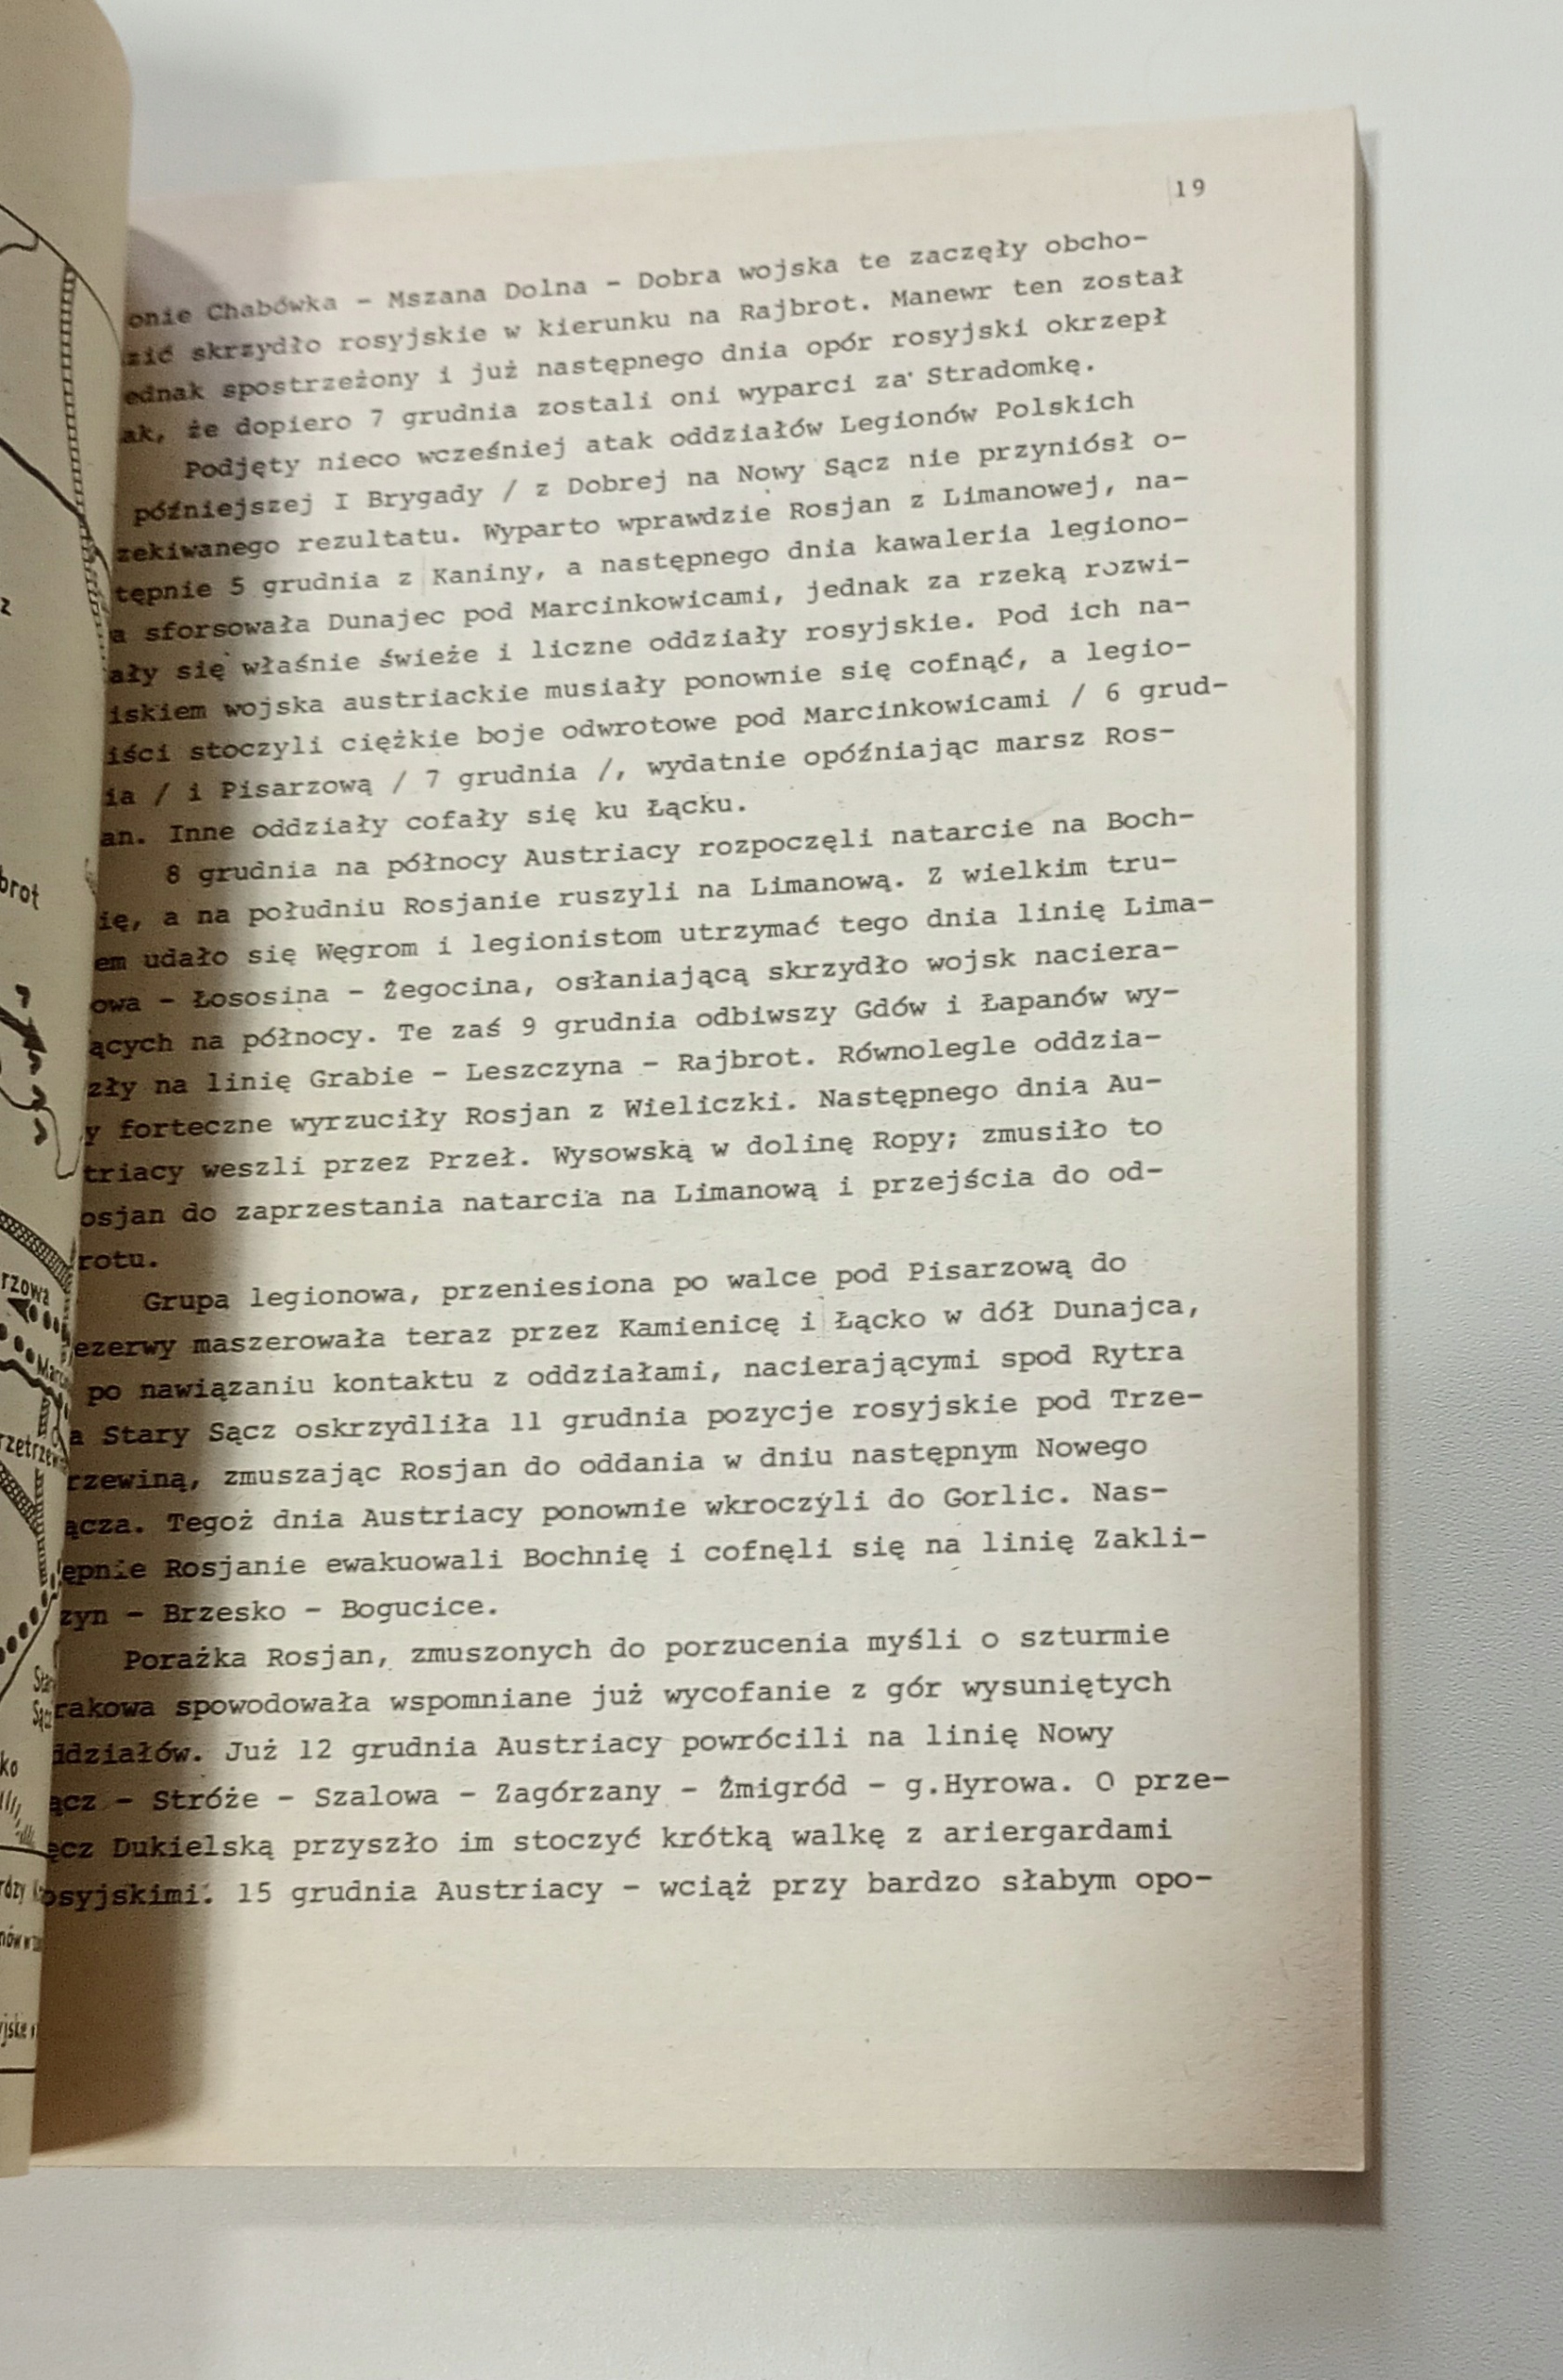 19
onie Chabówka - Mszana Dolna - Dobra wojska te zaczęły obcho-
zić skrzydło rosyjskie w kierunku na Rajbrot. Manewr ten został
ednak spostrzeżony i już następnego dnia opór rosyjski okrzepł
ak, że dopiero 7 grudnia zostali oni wyparci za Stradomkę.
Podjęty nieco wcześniej atak oddziałów Legionów Polskich
późniejszej I Brygady / z Dobrej na Nowy Sącz nie przyniósł o-
zekiwanego rezultatu. Wyparto wprawdzie Rosjan z Limanowej, na-
tępnie 5 grudnia z Kaniny, a następnego dnia kawaleria legiono-
a sforsowała Dunajec pod Marcinkowicami, jednak za rzeką rozwi-
ały się właśnie świeże i liczne oddziały rosyjskie. Pod ich na-
iskiem wojska austriackie musiały ponownie się cofnąć, a legio-
iści stoczyli ciężkie boje odwrotowe pod Marcinkowicami / 6 grud-
ia / i Pisarzową / 7 grudnia /, wydatnie opóźniając marsz Ros-
an. Inne oddziały cofały się ku Łącku.
8 grudnia na północy Austriacy rozpoczęli natarcie na Boch-
ię, a na południu Rosjanie ruszyli na Limanową. Z wielkim tru-
em udało się Węgrom i legionistom utrzymać tego dnia linię Lima-
owa - Łososina - Żegocina, osłaniającą skrzydło wojsk naciera-
ących na północy. Te zaś 9 grudnia odbiwszy Gdów i Łapanów wy-
zły na linię Grabie - Leszczyna - Rajbrot. Równolegle oddzia-
y forteczne wyrzuciły Rosjan z Wieliczki. Następnego dnia Au-
triacy weszli przez Przeł. Wysowską w dolinę Ropy; zmusiło to
osjan do zaprzestania natarcia na Limanową i przejścia do od-
rotu.
Grupa legionowa, przeniesiona po walce pod Pisarzową do
ezerwy maszerowała teraz przez Kamienicę i Łącko w dół Dunajca,
po nawiązaniu kontaktu z oddziałami, nacierającymi spod Rytra
a Stary Sącz oskrzydliła 11 grudnia pozycje rosyjskie pod Trze-
rzewiną, zmuszając Rosjan do oddania w dniu następnym Nowego
ącza. Tegoż dnia Austriacy ponownie wkroczyli do Gorlic. Nas-
ępnie Rosjanie ewakuowali Bochnię i cofnęli się na linię Zakli-
zyn - Brzesko - Bogucice.
Porażka Rosjan, zmuszonych do porzucenia myśli o szturmie
rakowa spowodowała wspomniane już wycofanie z gór wysuniętych
ddziałów. Już 12 grudnia Austriacy powrócili na linię Nowy
ącz - Stróże - Szalowa - Zagórzany - Żmigród - g.Hyrowa. O prze-
ęcz Dukielską przyszło im stoczyć krótką walkę z ariergardami
osyjskimi. 15 grudnia Austriacy - wciąż przy bardzo słabym opo-
z
brot
rzowa
Marcin
rzetrzew
Star
Sącz
ko